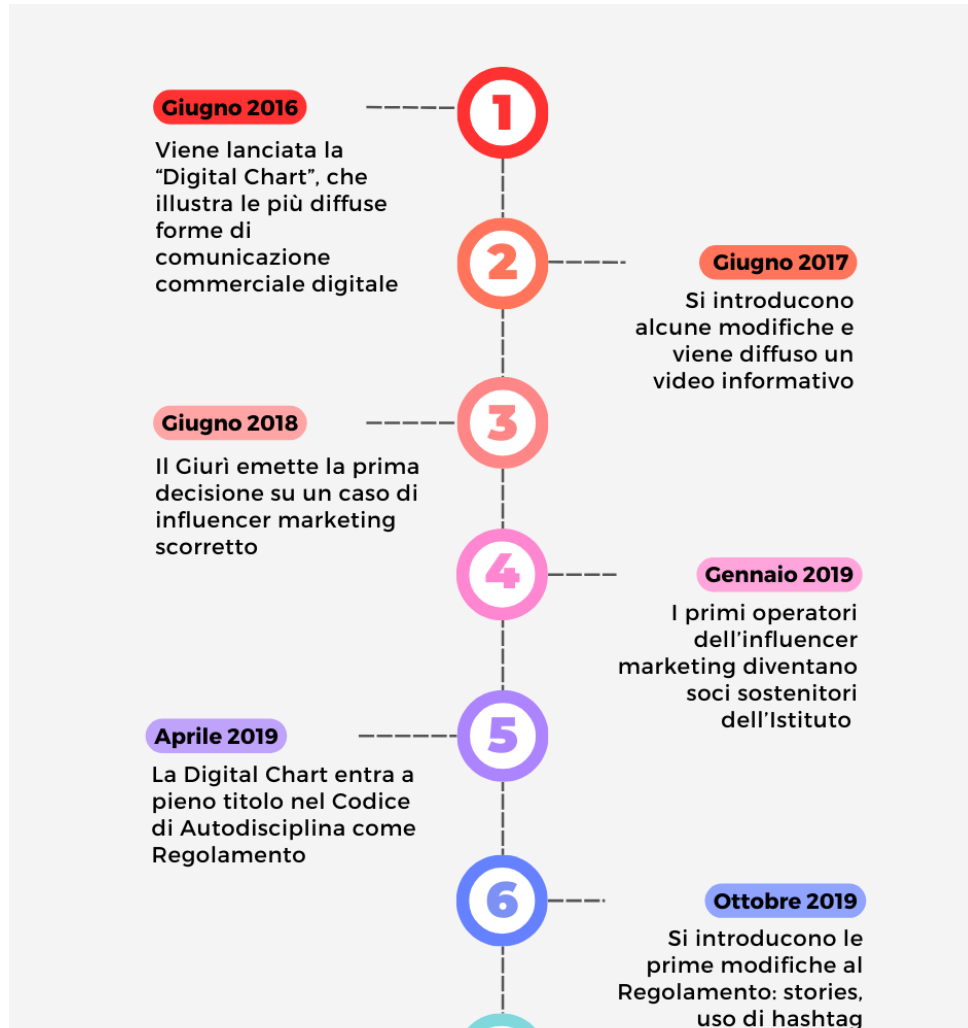 1
Giugno 2016
Viene lanciata la
“Digital Chart”, che
illustra le più diffuse
forme di
comunicazione
commerciale digitale
2
Giugno 2017
Si introducono
alcune modifiche e
viene diffuso un
video informativo
3
Giugno 2018
Il Giurì emette la prima
decisione su un caso di
influencer marketing
scorretto
4
Gennaio 2019
I primi operatori
dell’influencer
marketing diventano
soci sostenitori
dell’Istituto
5
Aprile 2019
La Digital Chart entra a
pieno titolo nel Codice
di Autodisciplina come
Regolamento
6
Ottobre 2019
Si introducono le
prime modifiche al
Regolamento: stories,
uso di hashtag